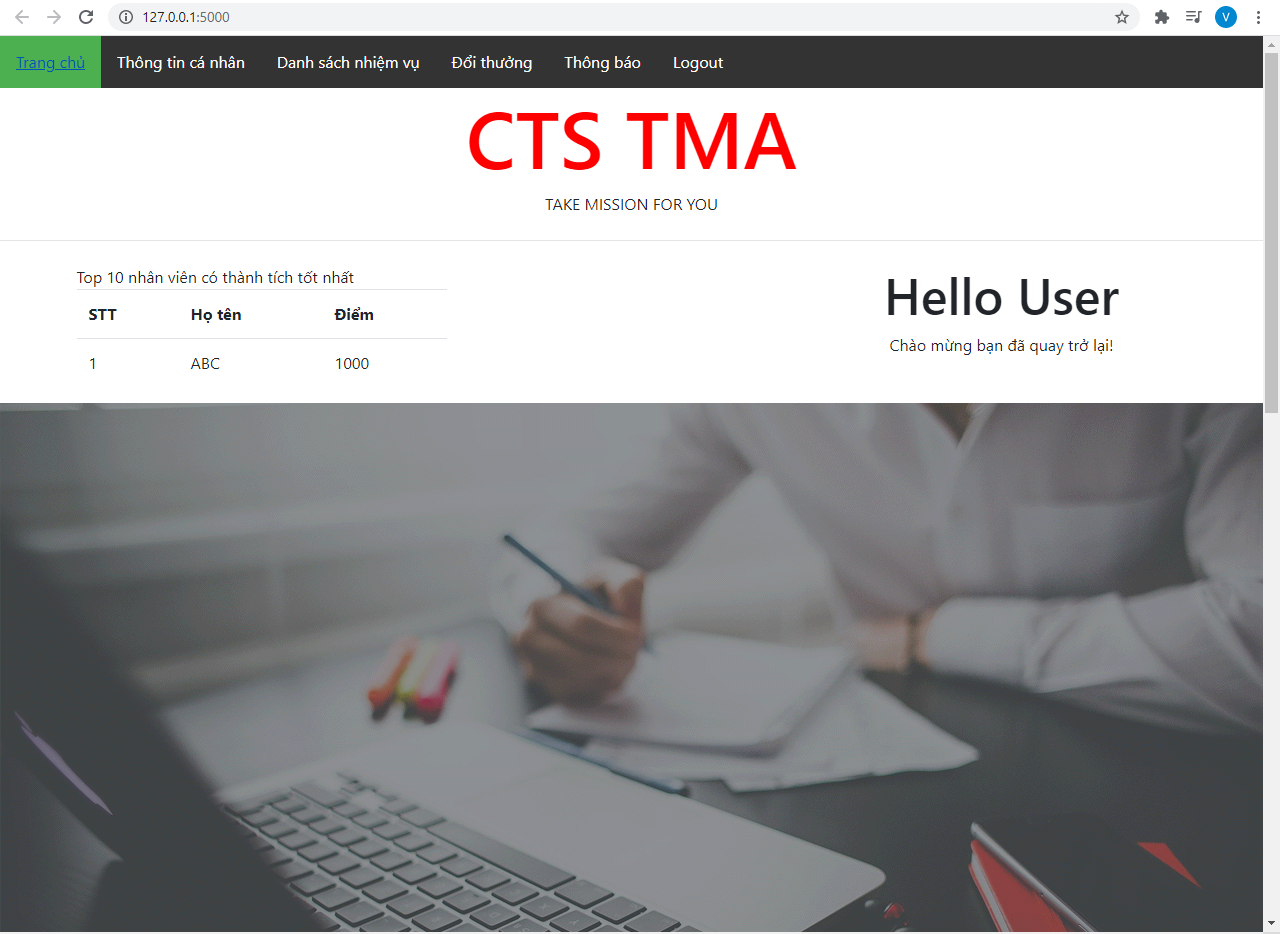 127.0.0.1:5000
V
Trang chủ Thông tin cá nhân Danh sách nhiệm vụ Đổi thưởng Thông báo Logout
CTS TMA
TAKE MISSION FOR YOU
Top 10 nhân viên có thành tích tốt nhất
STT Họ tên Điểm
1 ABC 1000
Hello User
Chào mừng bạn đã quay trở lại!